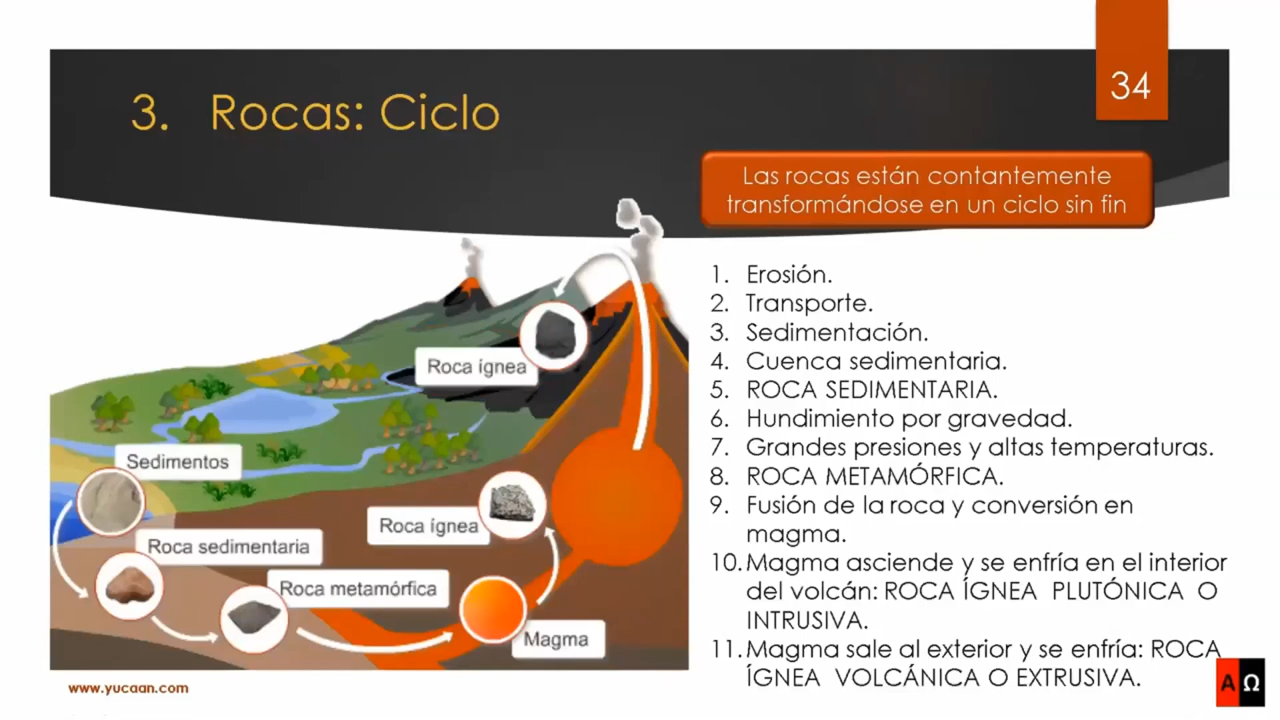 34
3. Rocas: Ciclo
Las rocas están contantemente
transformándose en un ciclo sin fin
1. Erosión.
2. Transporte.
3. Sedimentación.
4. Cuenca sedimentaria.
5. ROCA SEDIMENTARIA.
6. Hundimiento por gravedad.
7. Grandes presiones y altas temperaturas.
8. ROCA METAMÓRFICA.
9. Fusión de la roca y conversión en
magma.
10. Magma asciende y se enfría en el interior
del volcán: ROCA ÍGNEA PLUTÓNICA O
INTRUSIVA.
11. Magma sale al exterior y se enfría: ROCA
ÍGNEA VOLCÁNICA O EXTRUSIVA.
Roca ígnea
Sedimentos
Roca ígnea
Roca sedimentaria
Roca metamórfica
Magma
www.yucaan.com
A Ω